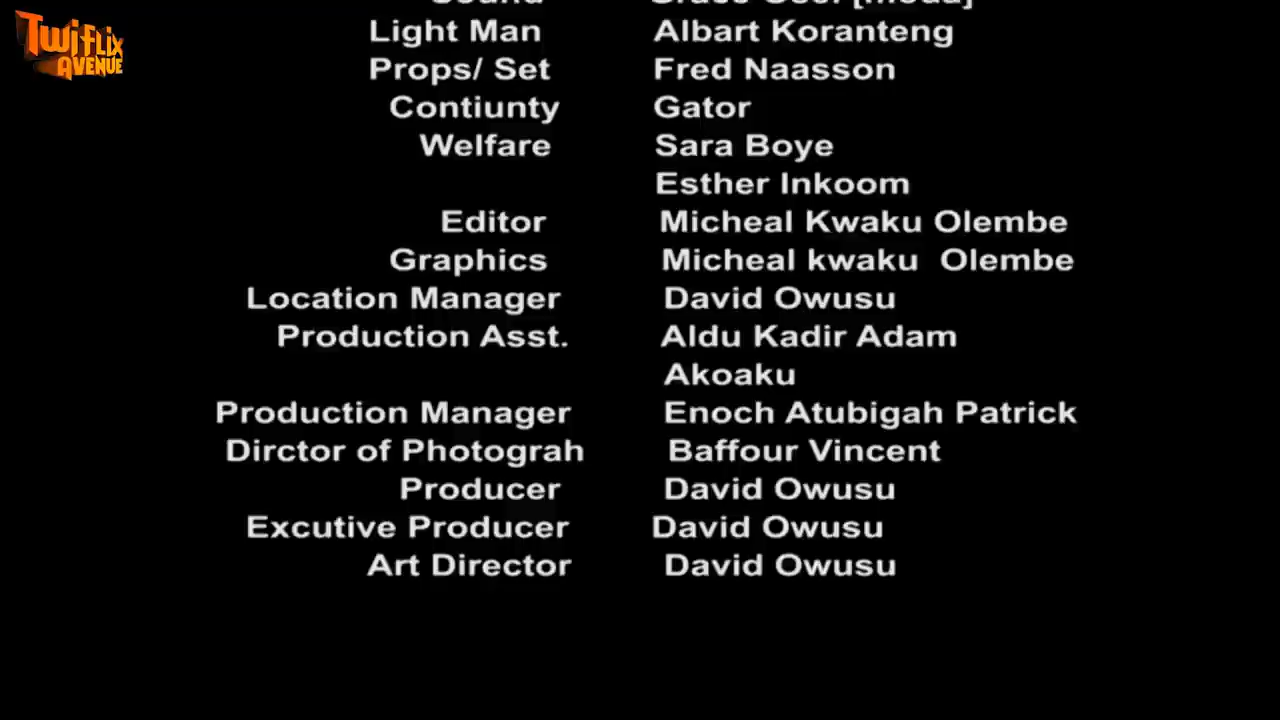 TWiFLix
AVENUE
Light Man Albart Koranteng
Props/ Set Fred Naasson
Contiunty Gator
Welfare Sara Boye
Esther Inkoom
Editor Micheal Kwaku Olembe
Graphics Micheal kwaku Olembe
Location Manager David Owusu
Production Asst. Aldu Kadir Adam
Akoaku
Production Manager Enoch Atubigah Patrick
Dirctor of Photograh Baffour Vincent
Producer David Owusu
Excutive Producer David Owusu
Art Director David Owusu